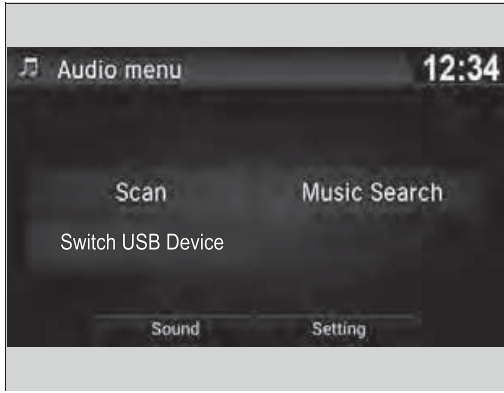 Audio menu 12:34
Scan Music Search
Switch USB Device
Sound Setting